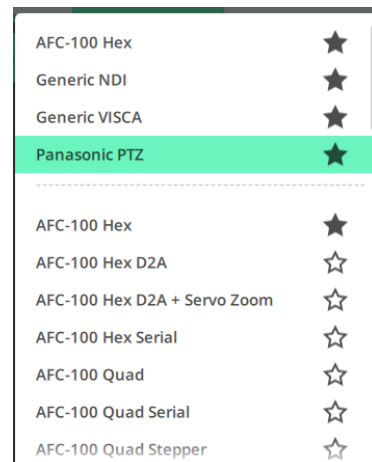 AFC-100 Hex
Generic NDI
Generic VISCA
Panasonic PTZ
AFC-100 Hex
AFC-100 Hex D2A
AFC-100 Hex D2A + Servo Zoom
AFC-100 Hex Serial
AFC-100 Quad
AFC-100 Quad Serial
AFC-100 Quad Stepper